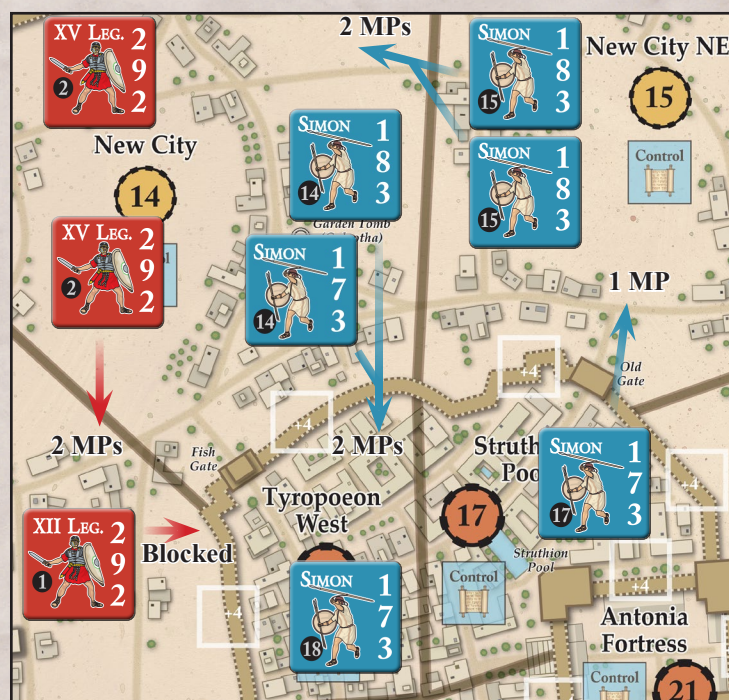 XV LEG. 2
2 9
2
2 MPs
SIMON 1
15 8
3
New City NE
15
New City
14
SIMON 1
14 8
3
SIMON 1
15 8
3
Control
Garden Tomb
XV LEG. 2
2 9
2
SIMON 1
14 7
3
1 MP
+4
Old
Gate
+4
2 MPs
2 MPs
Fish
Gate
SIMON 1
17 7
3
+4
Tyropoeon
West
17
XII LEG. 2
1 9
2
Blocked
Struthion
Pool
SIMON 1
18 7
3
Control
+4
+4
Antonia
Fortress
Control
21